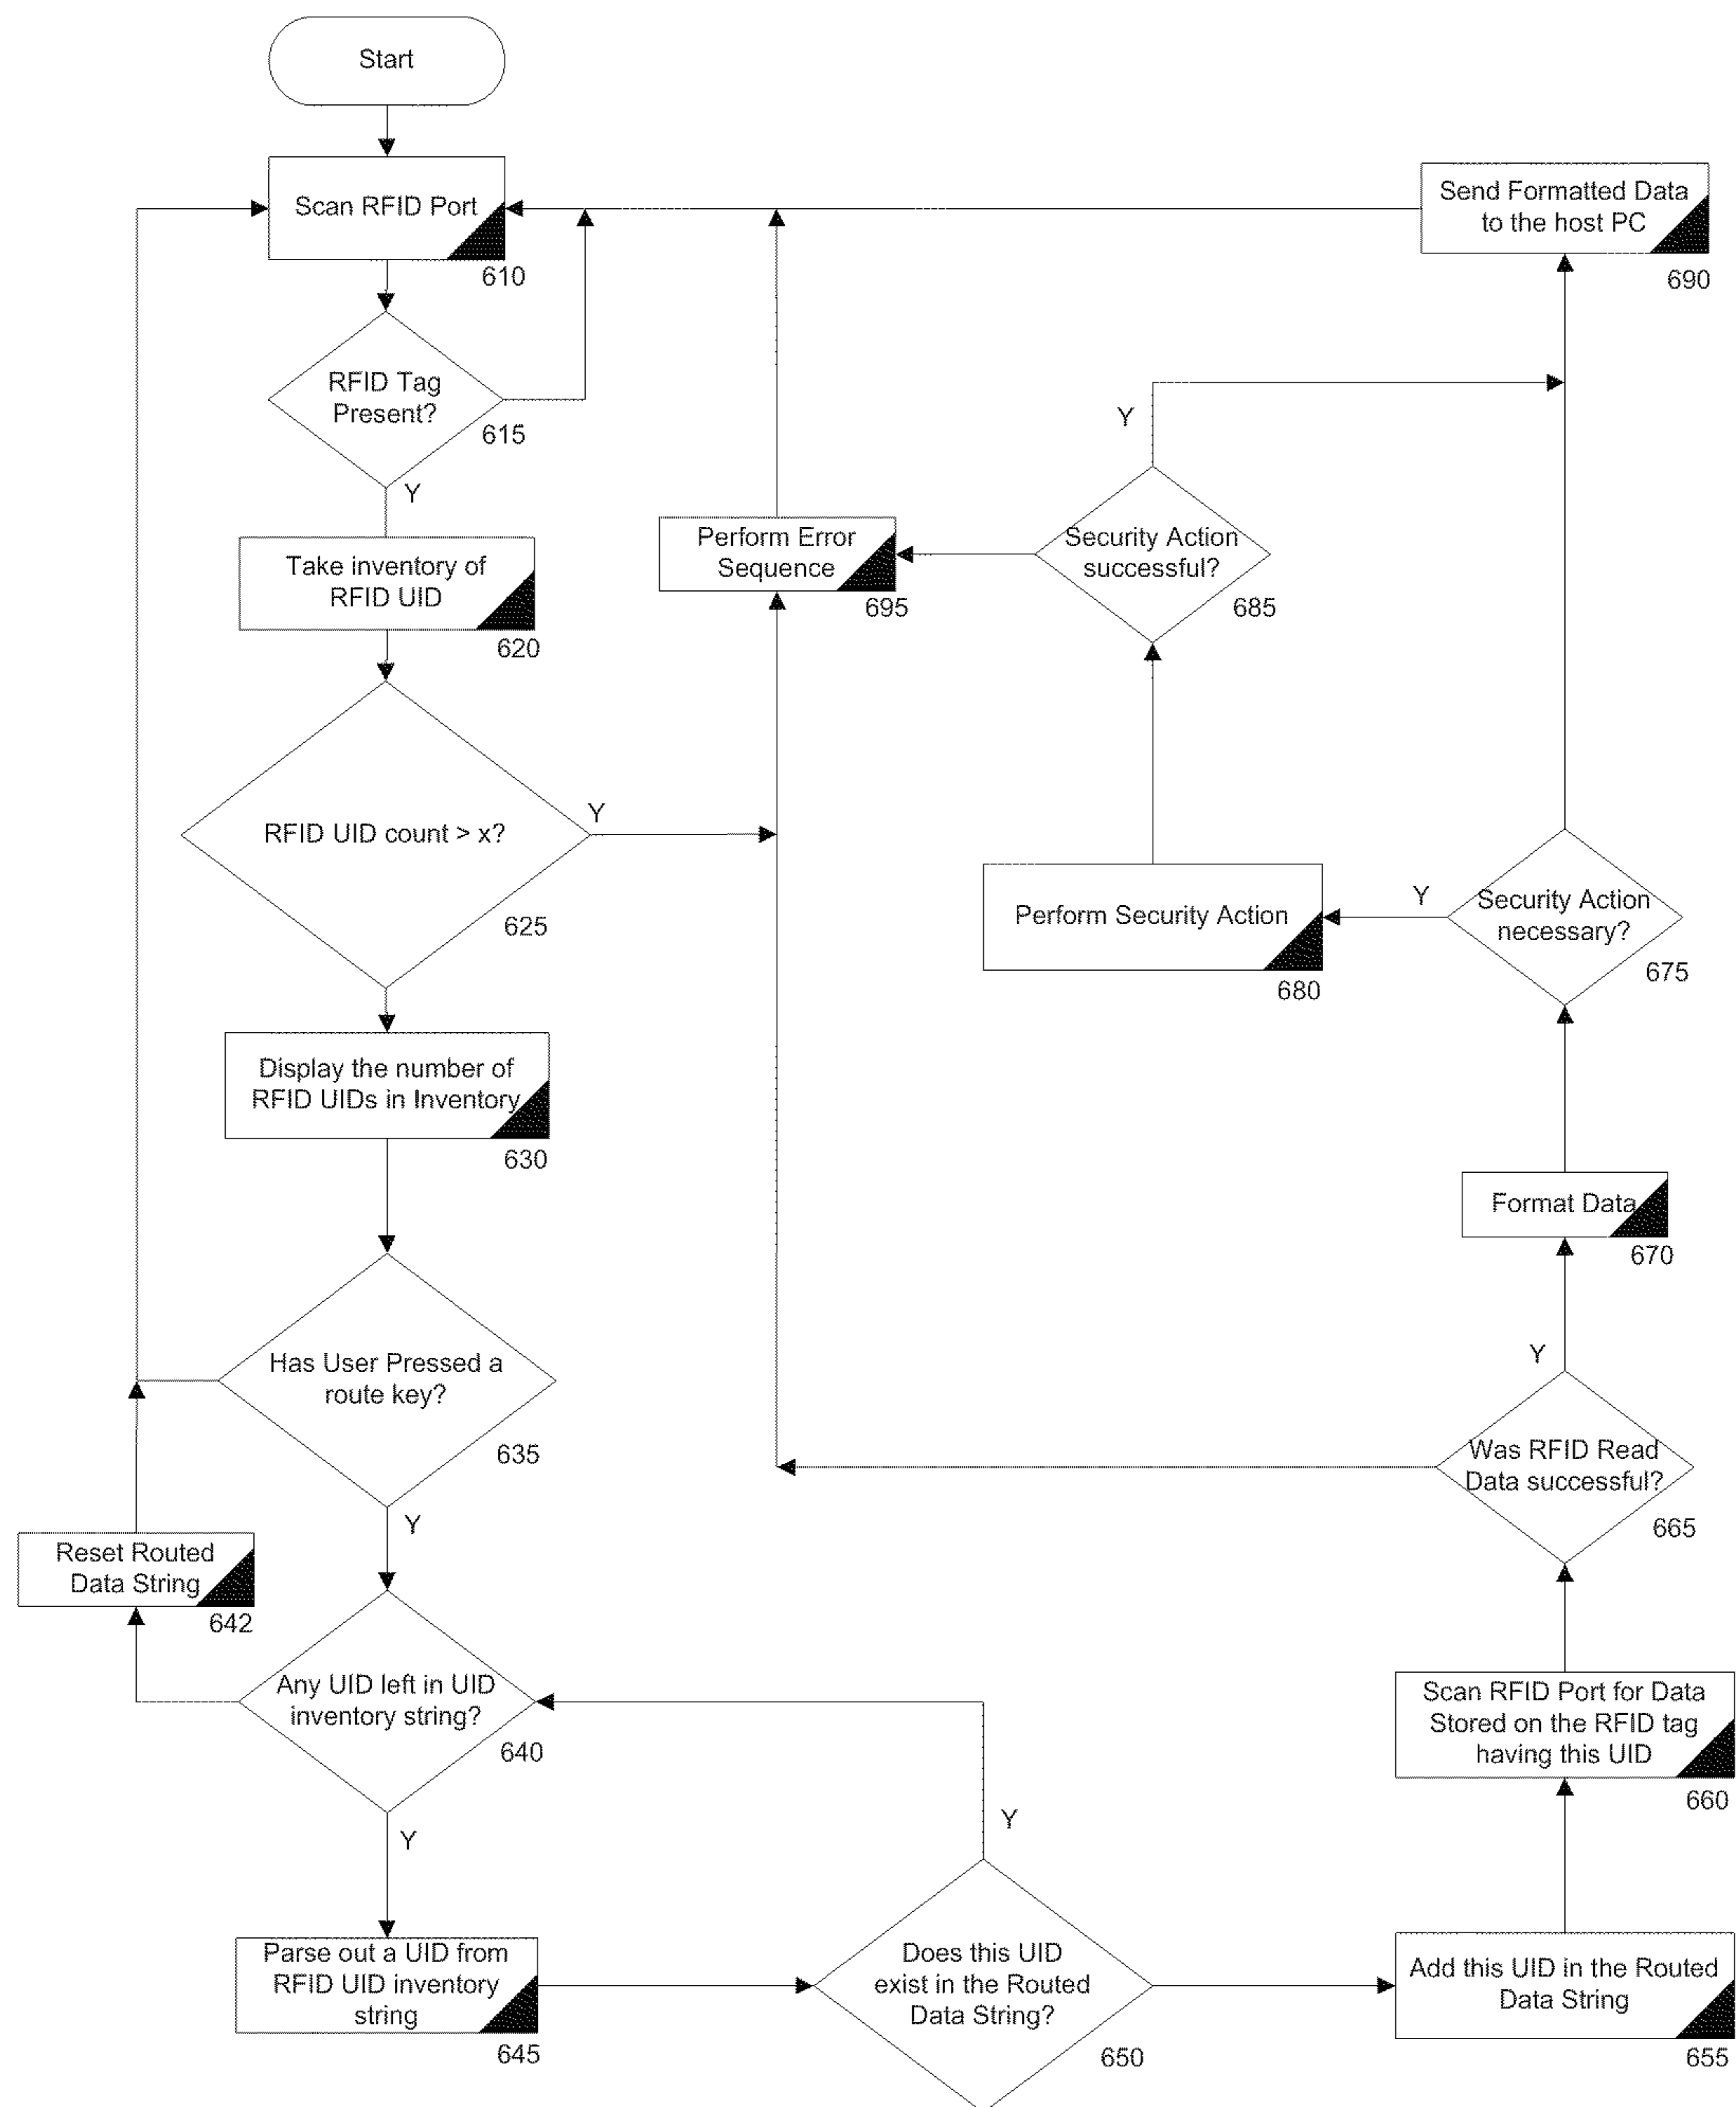 Start
Scan RFID Port
610
RFID Tag
Present?
615
Y
Take inventory of
RFID UID
620
RFID UID count > x?
Y
625
Display the number of
RFID UIDs in Inventory
630
Has User Pressed a
route key?
635
Y
Reset Routed
Data String
642
Any UID left in UID
inventory string?
640
Y
Parse out a UID from
RFID UID inventory
string
645
Does this UID
exist in the Routed
Data String?
650
Y
Add this UID in the Routed
Data String
655
Scan RFID Port for Data
Stored on the RFID tag
having this UID
660
Was RFID Read
Data successful?
665
Y
Format Data
670
Security Action
necessary?
675
Y
Perform Security Action
680
Security Action
successful?
685
Y
Perform Error
Sequence
695
Send Formatted Data
to the host PC
690